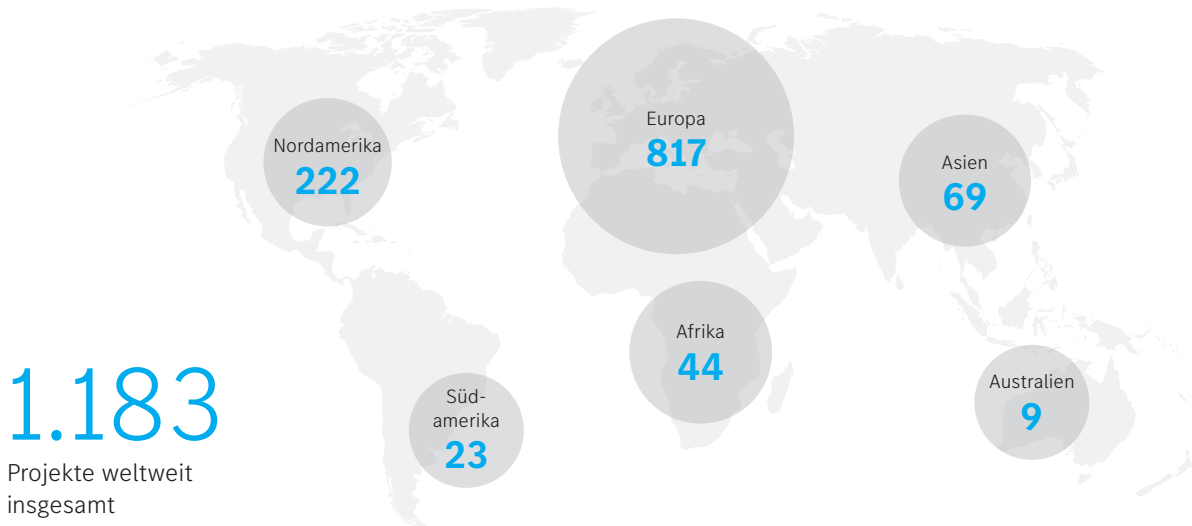 Nordamerika
222
Europa
817
Asien
69
Afrika
44
Süd-
amerika
23
Australien
9
1.183
Projekte weltweit
insgesamt